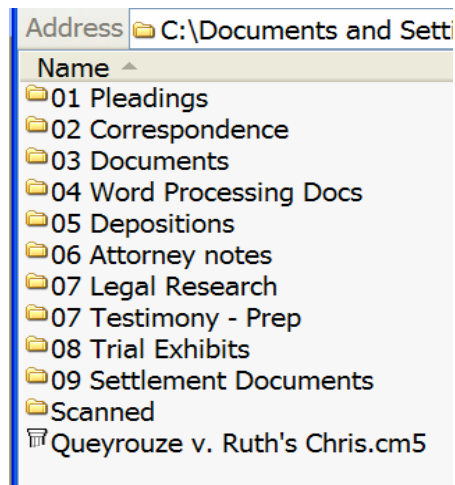 Address C:\Documents and Setti
Name
01 Pleadings
02 Correspondence
03 Documents
04 Word Processing Docs
05 Depositions
06 Attorney notes
07 Legal Research
07 Testimony - Prep
08 Trial Exhibits
09 Settlement Documents
Scanned
Queyrouze v. Ruth's Chris.cm5